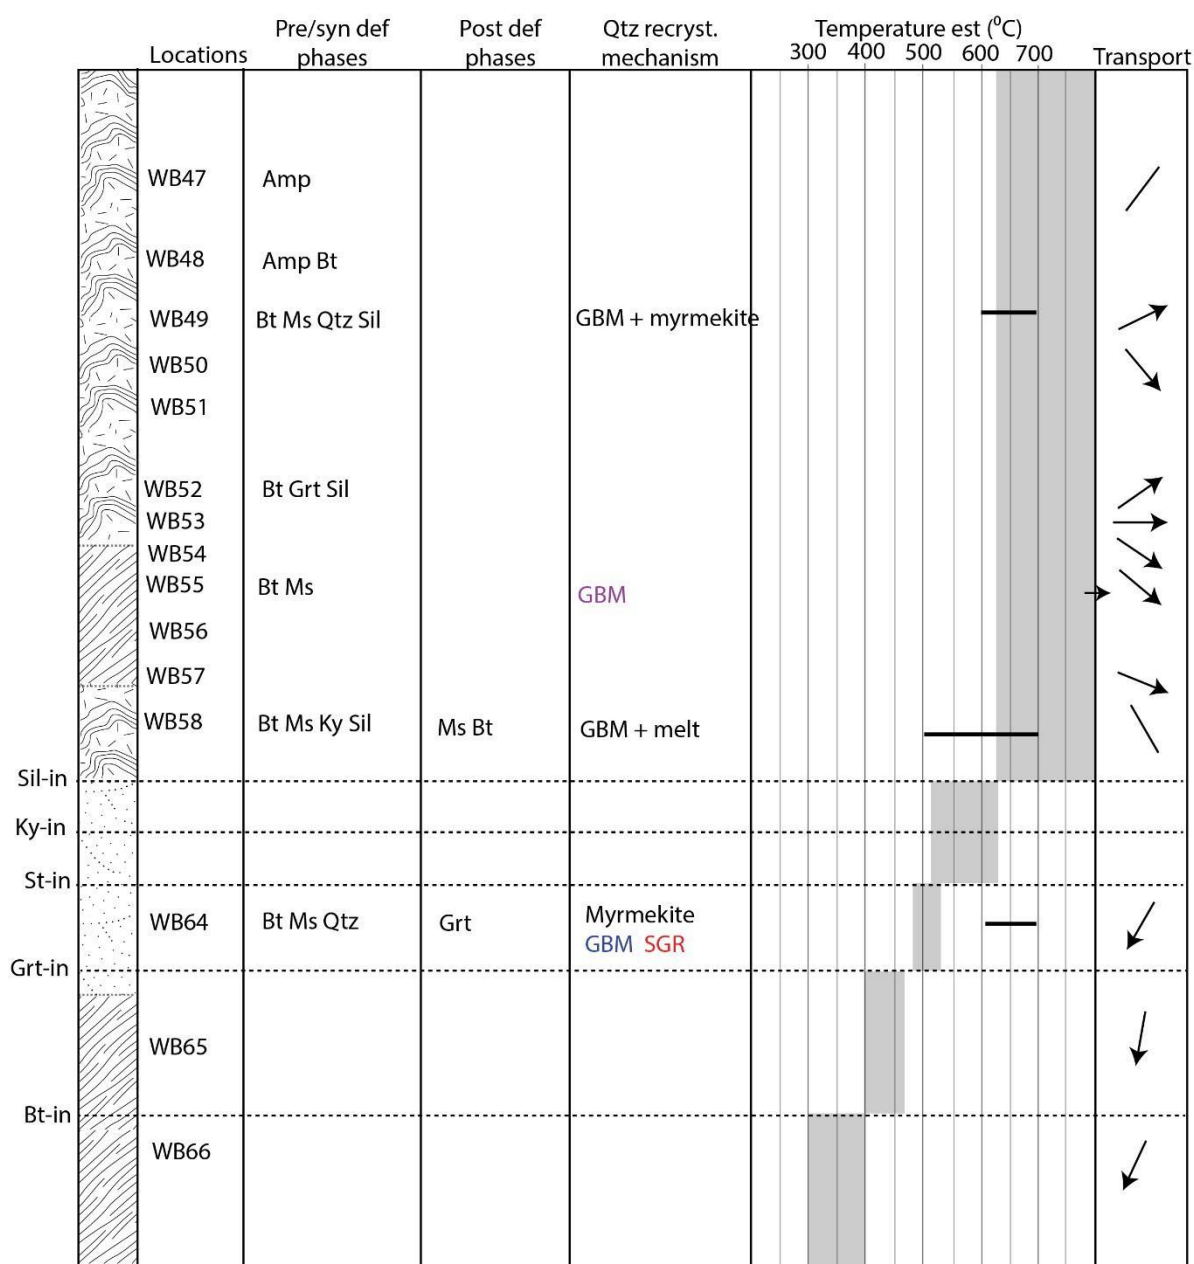 Locations
Pre/syn def
phases
Post def
phases
Qtz recryst.
mechanism
Temperature est (⁰C)
300 400 500 600 700
Transport
WB47 Amp
WB48 Amp Bt
WB49 Bt Ms Qtz Sil GBM + myrmekite
WB50
WB51
WB52 Bt Grt Sil
WB53
WB54
WB55 Bt Ms GBM
WB56
WB57
WB58 Bt Ms Ky Sil Ms Bt GBM + melt
Sil-in
Ky-in
St-in
WB64 Bt Ms Qtz Grt Myrmekite
GBM SGR
Grt-in
WB65
Bt-in
WB66